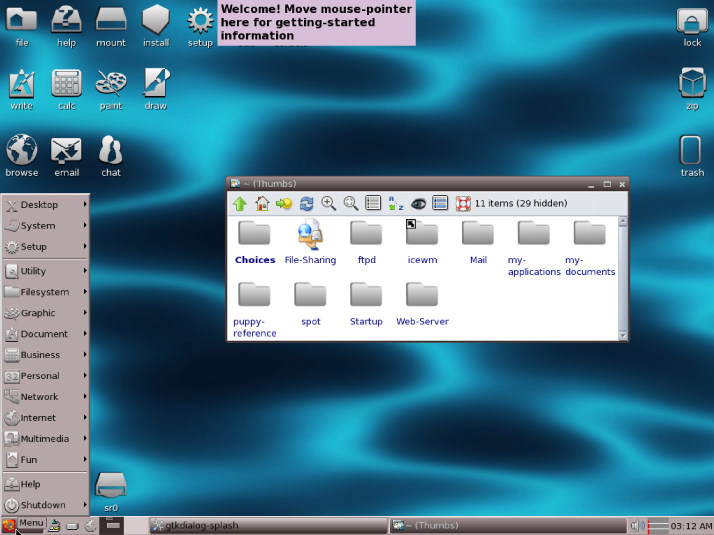 Welcome! Move mouse-pointer
here for getting-started
information
file
help
mount
install
setup
lock
write
calc
paint
draw
zip
browse
email
chat
trash
~ (Thumbs)
11 items (29 hidden)
Choices
File-Sharing
ftpd
icewm
Mail
my-
applications
my-
documents
puppy-
reference
spot
Startup
Web-Server
Desktop
System
Setup
Utility
Filesystem
Graphic
Document
Business
Personal
Network
Internet
Multimedia
Fun
Help
Shutdown
sr0
Menu
gtkdialog-splash
~ (Thumbs)
03:12 AM